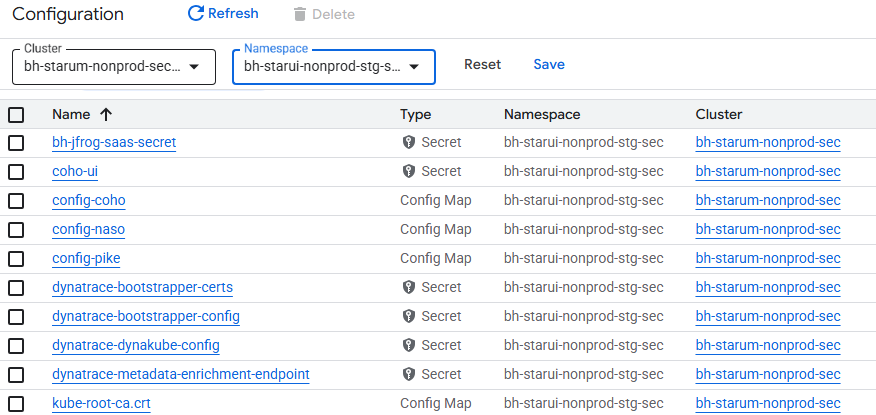 Configuration Refresh Delete
Cluster Namespace
bh-starum-nonprod-sec... bh-starui-nonprod-stg-s... Reset Save
Name Type Namespace Cluster
bh-jfrog-saas-secret Secret bh-starui-nonprod-stg-sec bh-starum-nonprod-sec
coho-ui Secret bh-starui-nonprod-stg-sec bh-starum-nonprod-sec
config-coho Config Map bh-starui-nonprod-stg-sec bh-starum-nonprod-sec
config-naso Config Map bh-starui-nonprod-stg-sec bh-starum-nonprod-sec
config-pike Config Map bh-starui-nonprod-stg-sec bh-starum-nonprod-sec
dynatrace-bootstrapper-certs Secret bh-starui-nonprod-stg-sec bh-starum-nonprod-sec
dynatrace-bootstrapper-config Secret bh-starui-nonprod-stg-sec bh-starum-nonprod-sec
dynatrace-dynakube-config Secret bh-starui-nonprod-stg-sec bh-starum-nonprod-sec
dynatrace-metadata-enrichment-endpoint Secret bh-starui-nonprod-stg-sec bh-starum-nonprod-sec
kube-root-ca.crt Config Map bh-starui-nonprod-stg-sec bh-starum-nonprod-sec